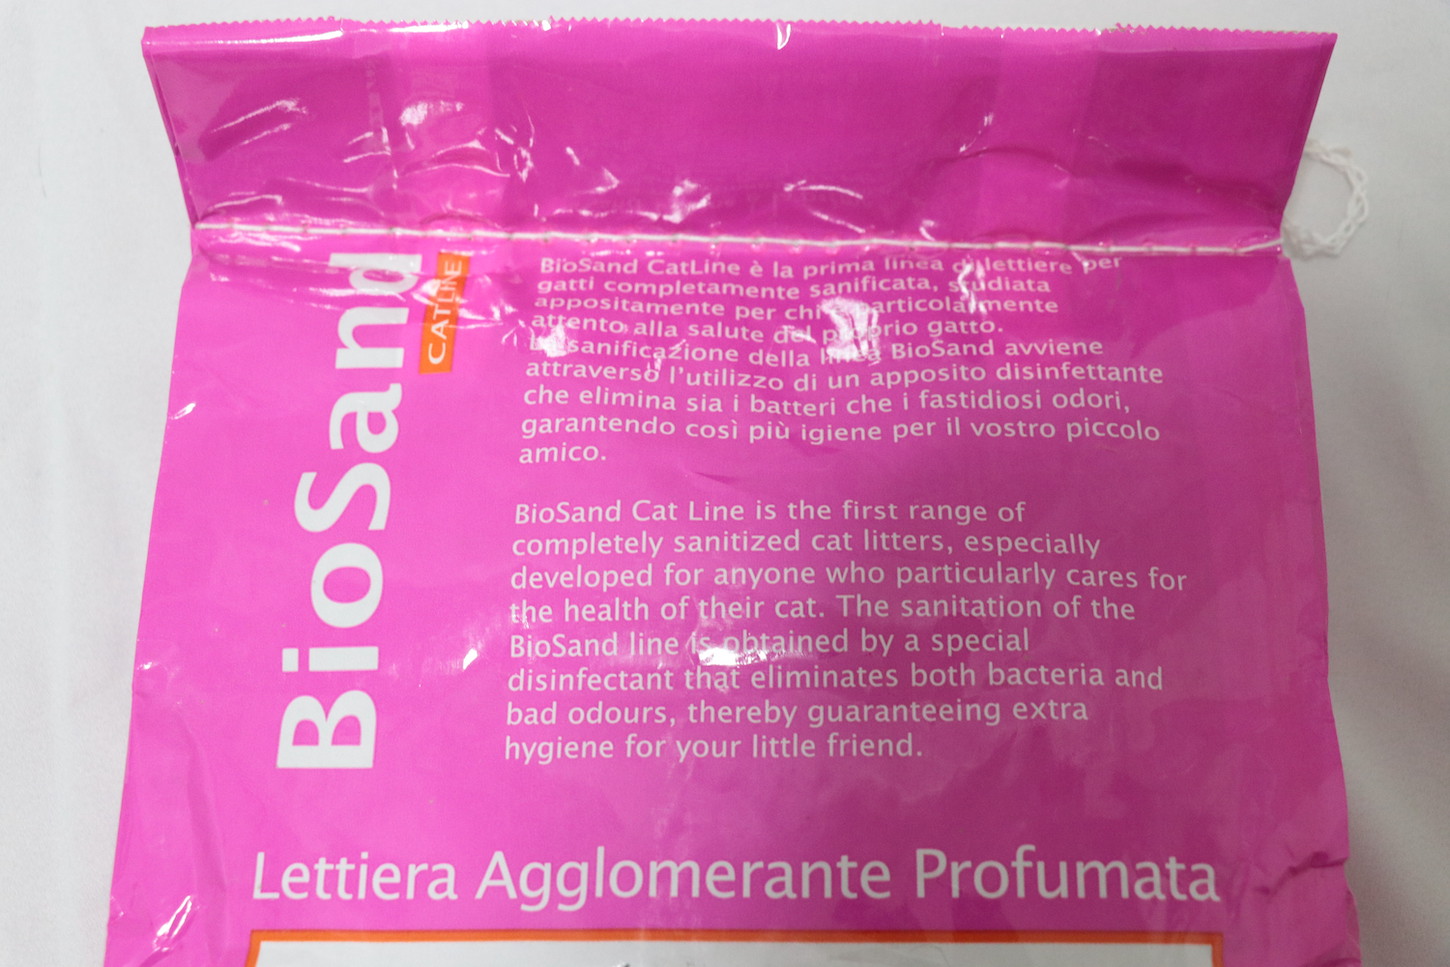 BioSand
CATLINE
BioSand CatLine è la prima linea di lettiere per
gatti completamente sanificata, studiata
appositamente per chi particolarmente
attento alla salute del proprio gatto.
sanificazione della linea BioSand avviene
attraverso l'utilizzo di un apposito disinfettante
che elimina sia i batteri che i fastidiosi odori,
garantendo così più igiene per il vostro piccolo
amico.
BioSand Cat Line is the first range of
completely sanitized cat litters, especially
developed for anyone who particularly cares for
the health of their cat. The sanitation of the
BioSand line is obtained by a special
disinfectant that eliminates both bacteria and
bad odours, thereby guaranteeing extra
hygiene for your little friend.
Lettiera Agglomerante Profumata